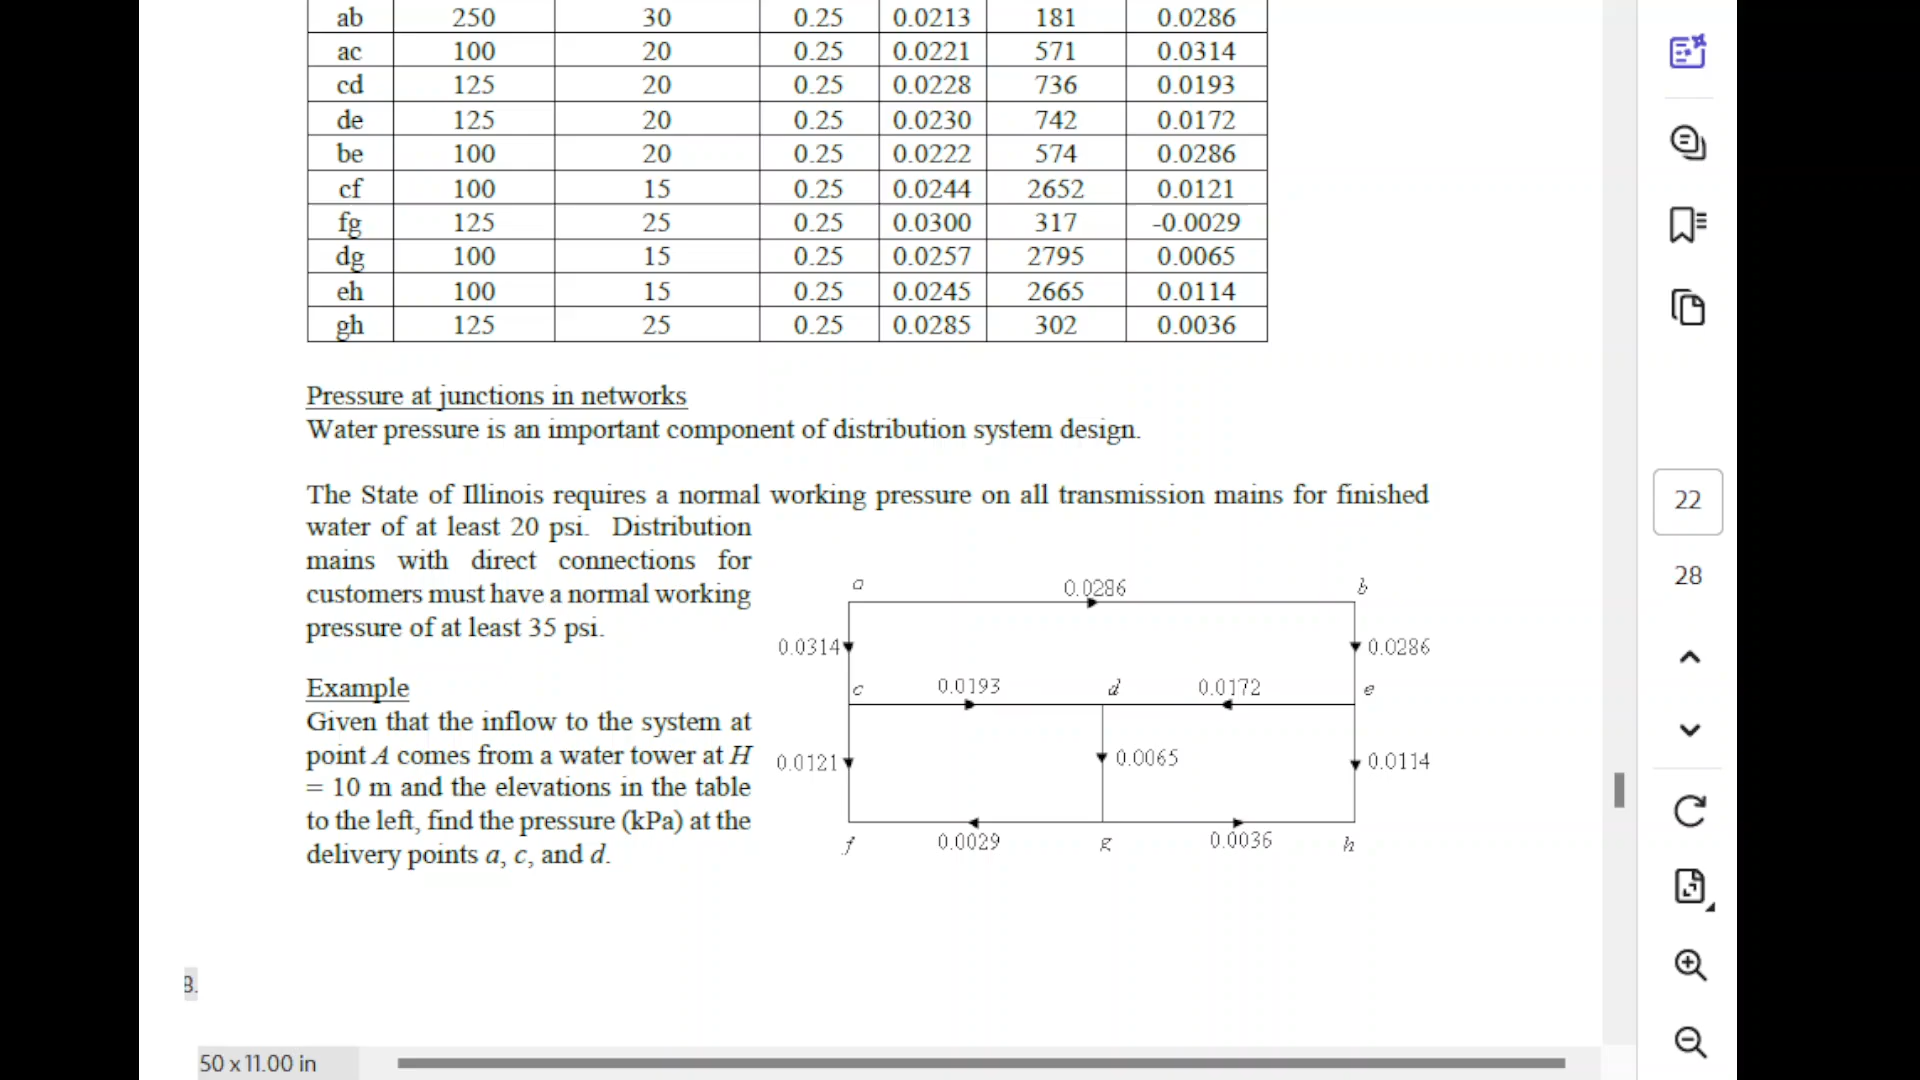 ab 250 30 0.25 0.0213 181 0.0286
ac 100 20 0.25 0.0221 571 0.0314
cd 125 20 0.25 0.0228 736 0.0193
de 125 20 0.25 0.0230 742 0.0172
be 100 20 0.25 0.0222 574 0.0286
cf 100 15 0.25 0.0244 2652 0.0121
fg 125 25 0.25 0.0300 317 -0.0029
dg 100 15 0.25 0.0257 2795 0.0065
eh 100 15 0.25 0.0245 2665 0.0114
gh 125 25 0.25 0.0285 302 0.0036
Pressure at junctions in networks
Water pressure is an important component of distribution system design.
The State of Illinois requires a normal working pressure on all transmission mains for finished
water of at least 20 psi. Distribution
mains with direct connections for
customers must have a normal working
pressure of at least 35 psi.
Example
Given that the inflow to the system at
point A comes from a water tower at H
= 10 m and the elevations in the table
to the left, find the pressure (kPa) at the
delivery points a, c, and d.
a 0.0286 b
0.0314 0.0286
c 0.0193 d 0.0172 e
0.0121 0.0065 0.0114
f 0.0029 g 0.0036 h
22
28
8.
50 x 11.00 in